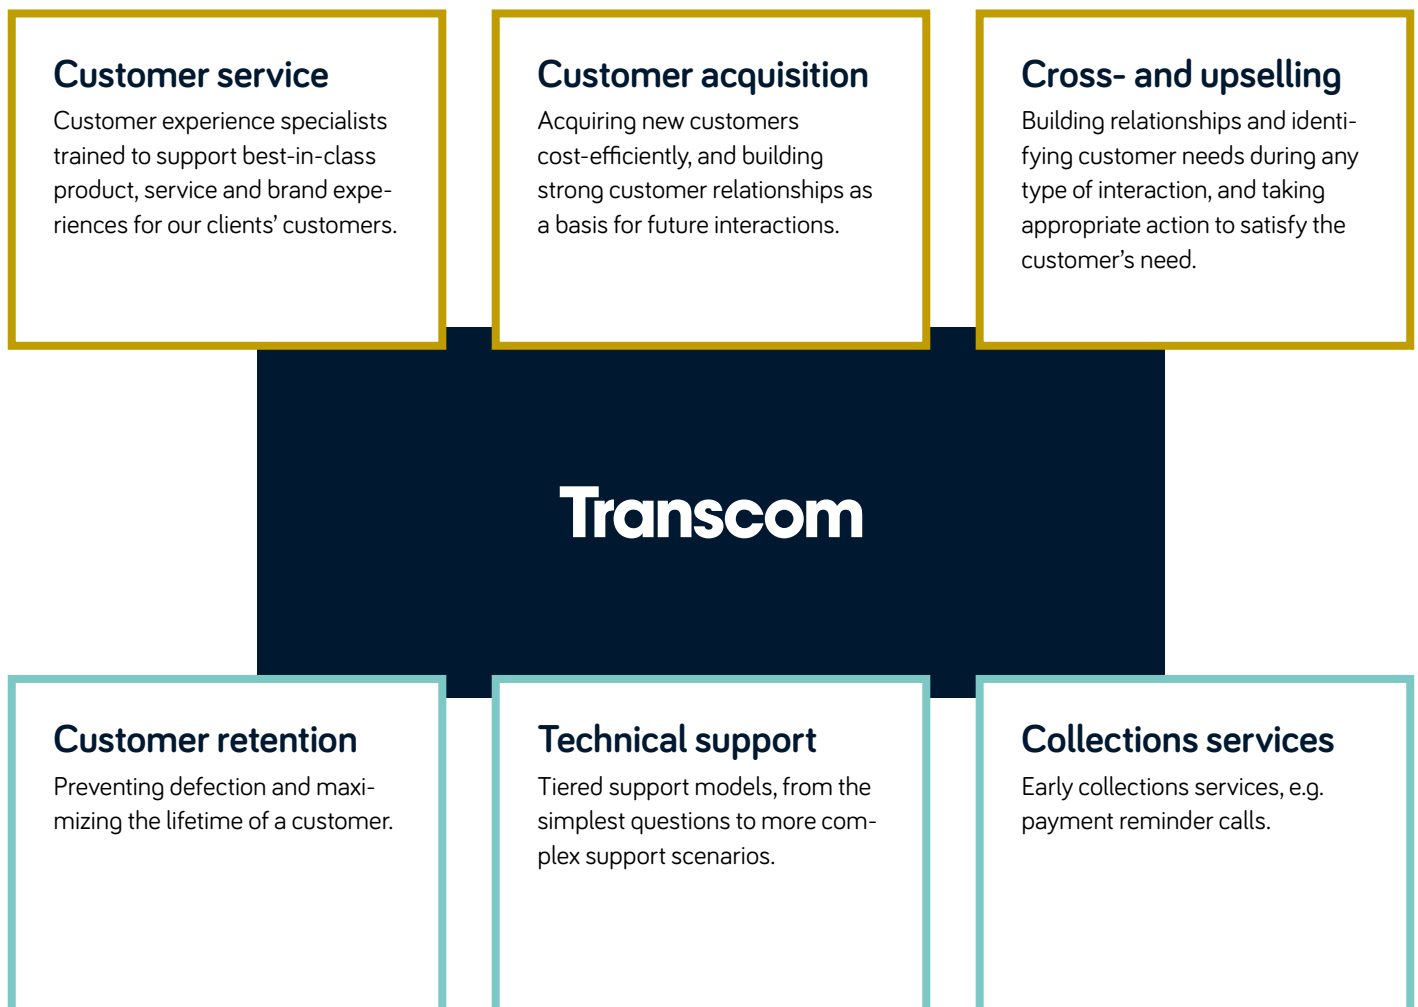 Customer service
Customer experience specialists
trained to support best-in-class
product, service and brand expe-
riences for our clients’ customers.
Customer acquisition
Acquiring new customers
cost-efficiently, and building
strong customer relationships as
a basis for future interactions.
Cross- and upselling
Building relationships and identi-
fying customer needs during any
type of interaction, and taking
appropriate action to satisfy the
customer’s need.
Transcom
Customer retention
Preventing defection and maxi-
mizing the lifetime of a customer.
Technical support
Tiered support models, from the
simplest questions to more com-
plex support scenarios.
Collections services
Early collections services, e.g.
payment reminder calls.